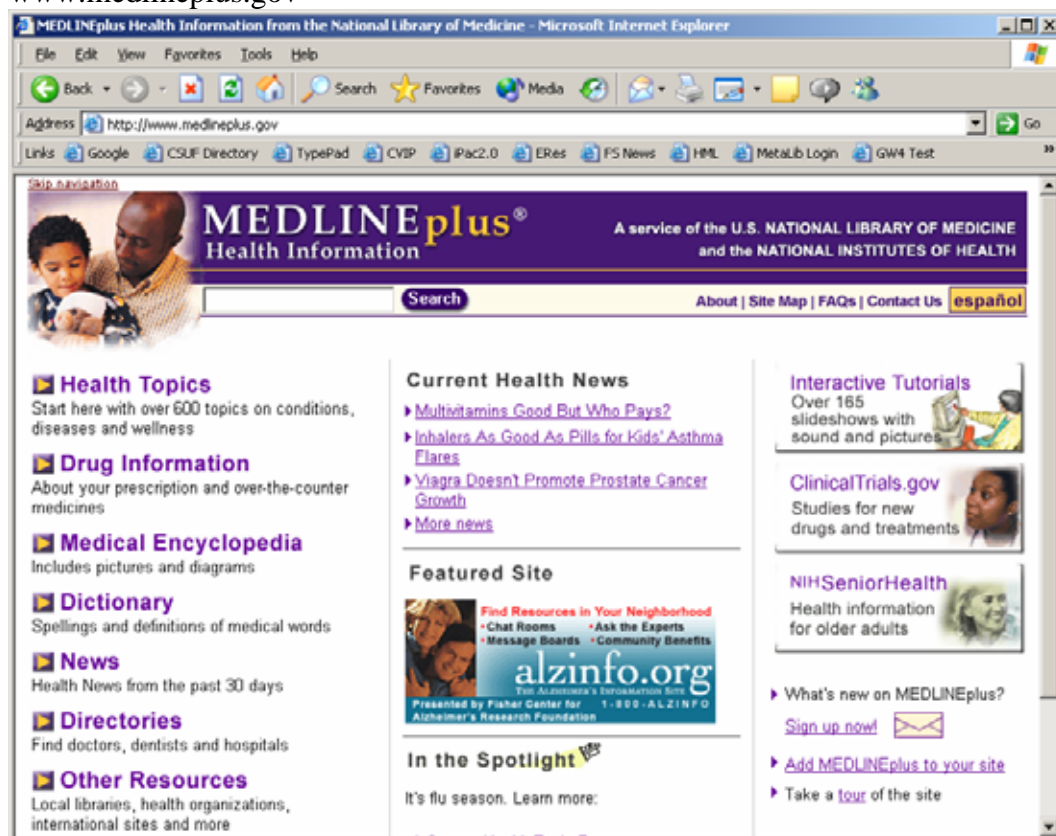 www.medlineplus.gov
MEDLINEplus Health Information from the National Library of Medicine - Microsoft Internet Explorer
File Edit View Favorites Tools Help
Back Search Favorites Media
Address http://www.medlineplus.gov Go
Links Google CSUF Directory TypePad CVIP iPac2.0 ERes FS News HML MetaLib Login GW4 Test »
Skip navigation
MEDLINEplus®
Health Information
A service of the U.S. NATIONAL LIBRARY OF MEDICINE
and the NATIONAL INSTITUTES OF HEALTH
Search
About | Site Map | FAQs | Contact Us español
Health Topics
Start here with over 600 topics on conditions,
diseases and wellness
Drug Information
About your prescription and over-the-counter
medicines
Medical Encyclopedia
Includes pictures and diagrams
Dictionary
Spellings and definitions of medical words
News
Health News from the past 30 days
Directories
Find doctors, dentists and hospitals
Other Resources
Local libraries, health organizations,
international sites and more
Current Health News
Multivitamins Good But Who Pays?
Inhalers As Good As Pills for Kids' Asthma
Flares
Viagra Doesn't Promote Prostate Cancer
Growth
More news
Featured Site
Find Resources in Your Neighborhood
•Chat Rooms •Ask the Experts
•Message Boards •Community Benefits
alzinfo.org
THE ALZHEIMER'S INFORMATION SITE
Presented by Fisher Center for 1-800-ALZINFO
Alzheimer's Research Foundation
In the Spotlight
It's flu season. Learn more:
Interactive Tutorials
Over 165
slideshows with
sound and pictures
ClinicalTrials.gov
Studies for new
drugs and treatments
NIHSeniorHealth
Health information
for older adults
What's new on MEDLINEplus?
Sign up now!
Add MEDLINEplus to your site
Take a tour of the site